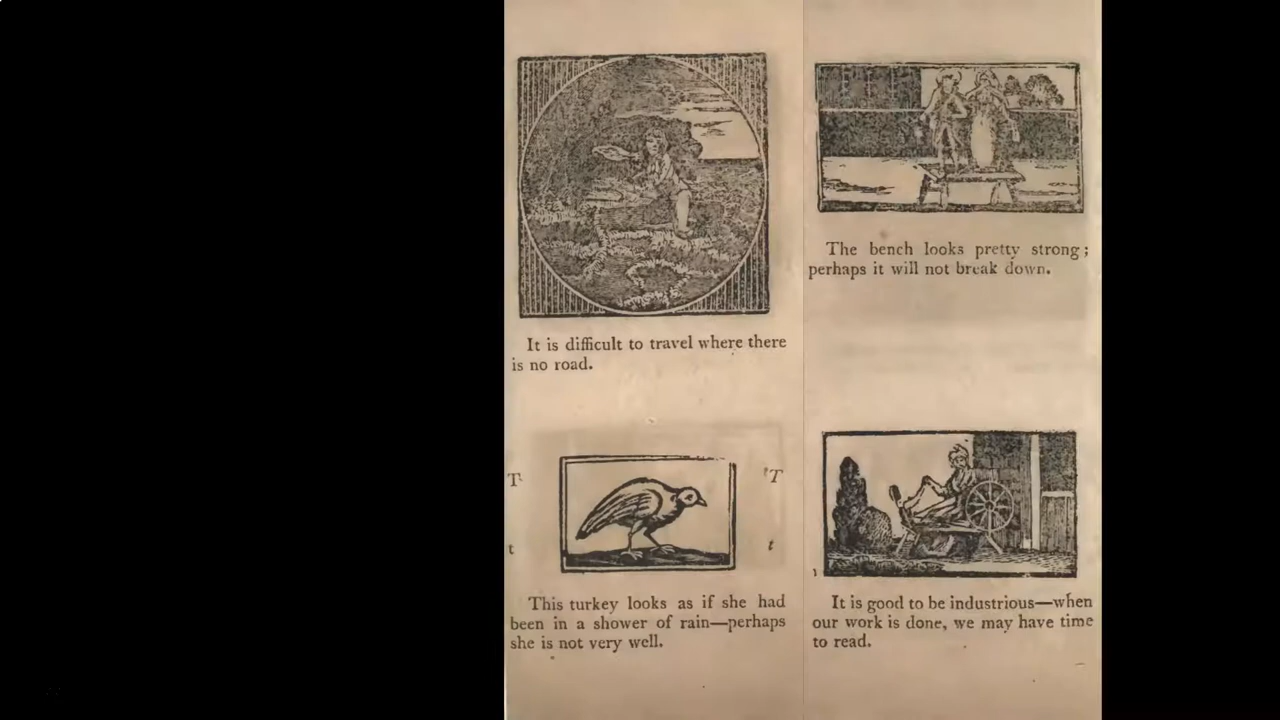 It is difficult to travel where there
is no road.
T T
t t
This turkey looks as if she had
been in a shower of rain—perhaps
she is not very well.
The bench looks pretty strong;
perhaps it will not break down.
It is good to be industrious—when
our work is done, we may have time
to read.